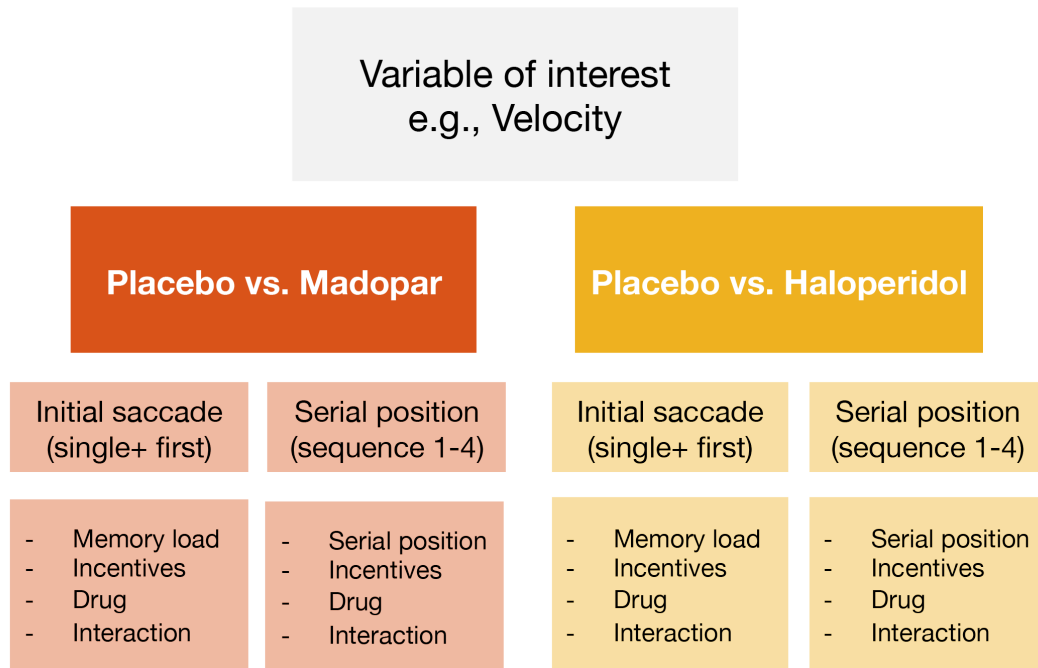 Variable of interest
e.g., Velocity
Placebo vs. Madopar
Placebo vs. Haloperidol
Initial saccade
(single+ first)
Serial position
(sequence 1-4)
Initial saccade
(single+ first)
Serial position
(sequence 1-4)
- Memory load
- Incentives
- Drug
- Interaction
- Serial position
- Incentives
- Drug
- Interaction
- Memory load
- Incentives
- Drug
- Interaction
- Serial position
- Incentives
- Drug
- Interaction